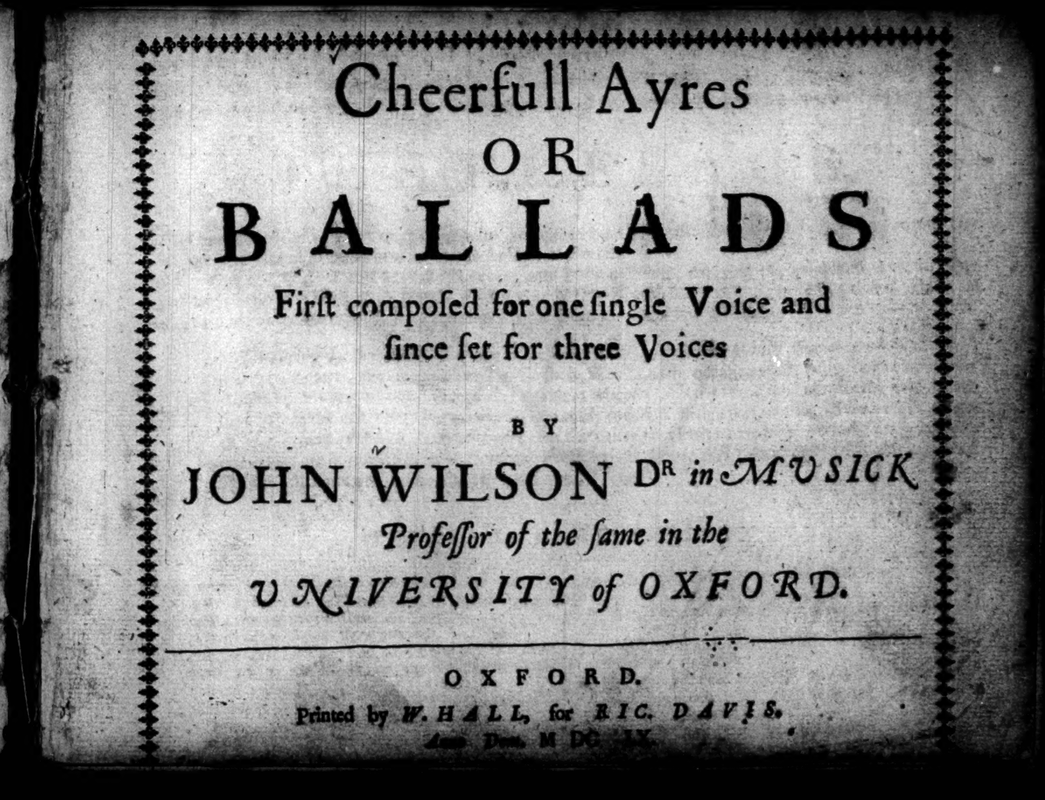 Cheerfull Ayres
OR
BALLADS
Firſt compoſed for one ſingle Voice and
ſince ſet for three Voices
BY
JOHN WILSON DR in MUSICK
Profeſſor of the ſame in the
UNIVERSITY of OXFORD.
OXFORD.
Printed by W. HALL, for RIC. DAVIS.
Dom. M DC